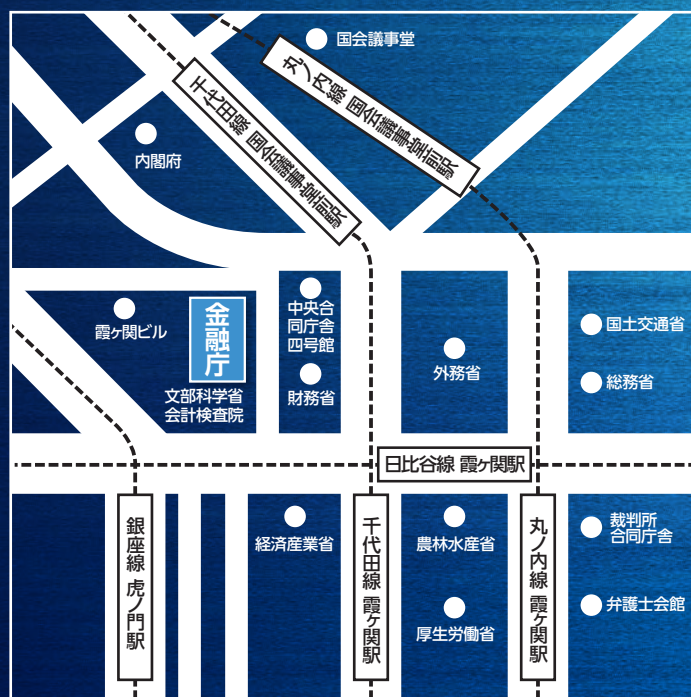 国会議事堂
丸ノ内線 国会議事堂前駅
千代田線 国会議事堂前駅
内閣府
霞ヶ関ビル
金融庁
文部科学省
会計検査院
中央合
同庁舎
四号館
財務省
外務省
国土交通省
総務省
日比谷線 霞ヶ関駅
銀座線 虎ノ門駅
経済産業省
千代田線 霞ヶ関駅
農林水産省
厚生労働省
丸ノ内線 霞ヶ関駅
裁判所
合同庁舎
弁護士会館